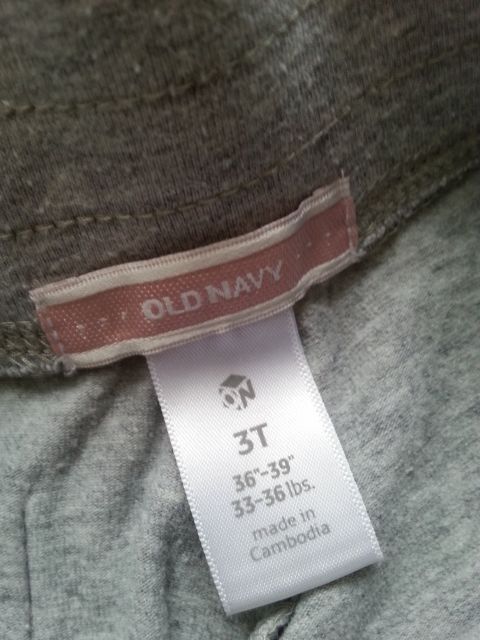 OLD NAVY
ON
3T
36"-39"
33-36 lbs.
made in
Cambodia